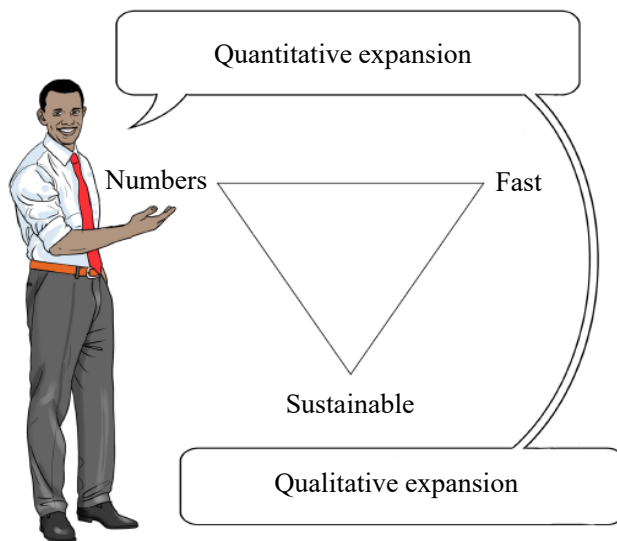 Quantitative expansion
Numbers
Fast
Sustainable
Qualitative expansion